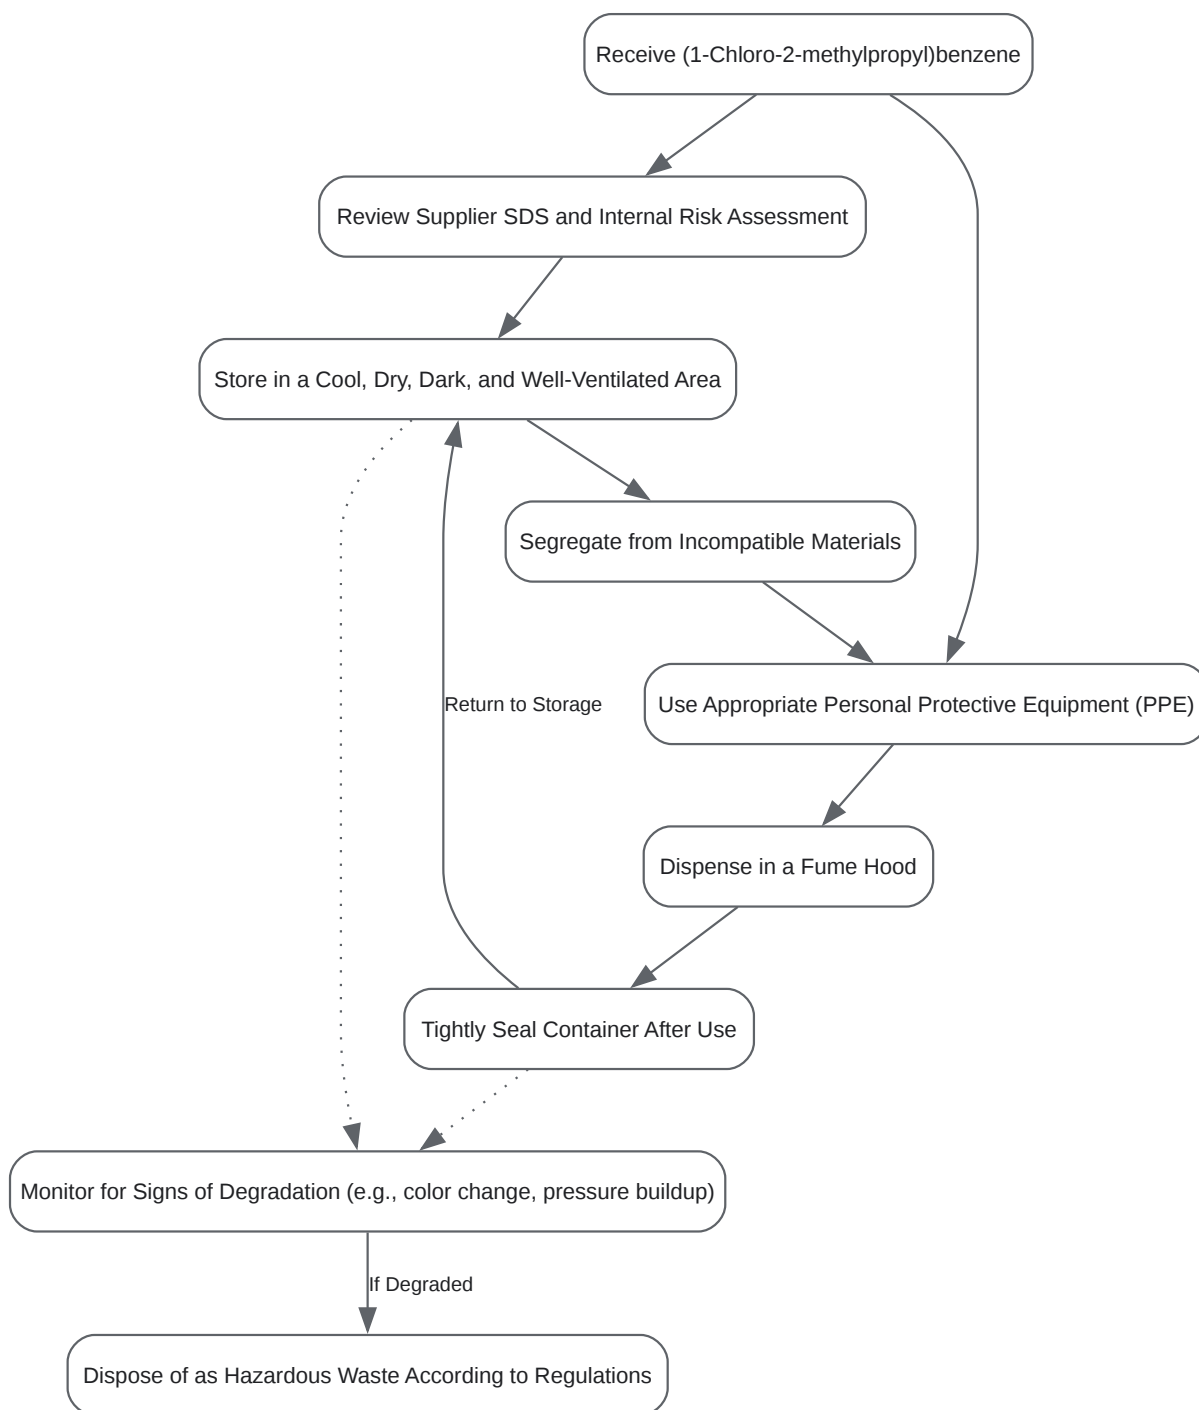 Receive (1-Chloro-2-methylpropyl)benzene
Review Supplier SDS and Internal Risk Assessment
Store in a Cool, Dry, Dark, and Well-Ventilated Area
Segregate from Incompatible Materials
Return to Storage
Use Appropriate Personal Protective Equipment (PPE)
Dispense in a Fume Hood
Tightly Seal Container After Use
Monitor for Signs of Degradation (e.g., color change, pressure buildup)
If Degraded
Dispose of as Hazardous Waste According to Regulations